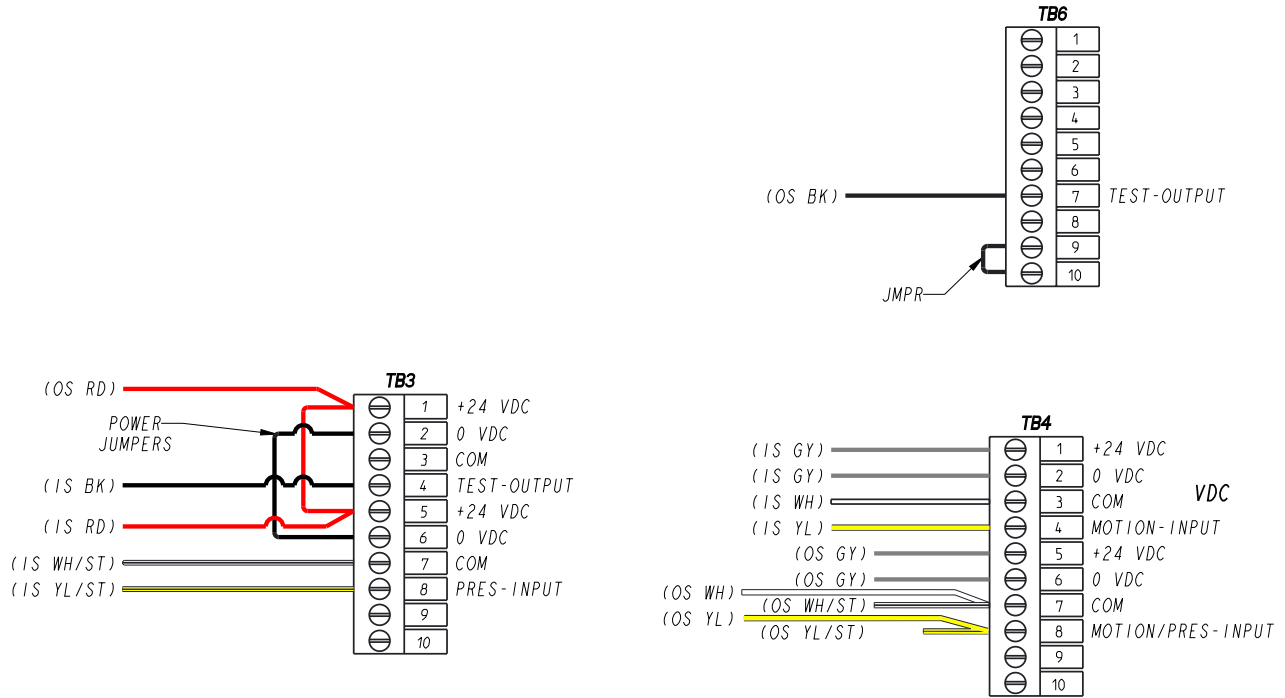 TB6
1
2
3
4
5
6
(OS BK) 7 TEST-OUTPUT
8
9
10
JMPR
TB3
(OS RD) 1 +24 VDC
POWER
JUMPERS
2 0 VDC
3 COM
(IS BK) 4 TEST-OUTPUT
5 +24 VDC
(IS RD)
6 0 VDC
(IS WH/ST) 7 COM
(IS YL/ST) 8 PRES-INPUT
9
10
TB4
(IS GY) 1 +24 VDC
(IS GY) 2 0 VDC
(IS WH) 3 COM
VDC
(IS YL) 4 MOTION-INPUT
(OS GY) 5 +24 VDC
(OS GY) 6 0 VDC
(OS WH)
(OS WH/ST) 7 COM
(OS YL)
(OS YL/ST) 8 MOTION/PRES-INPUT
9
10